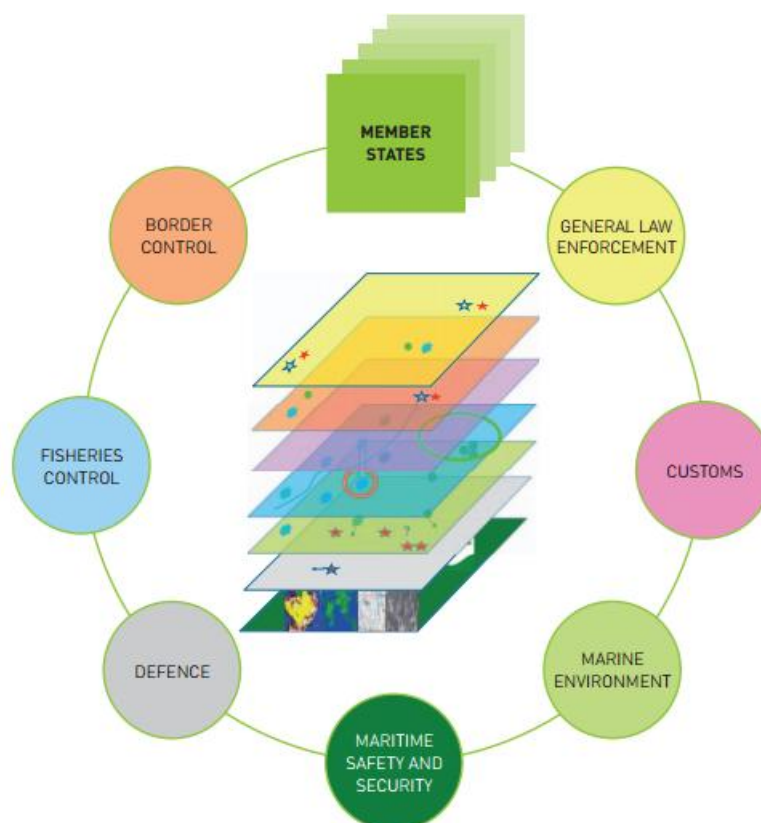 MEMBER
STATES
BORDER
CONTROL
GENERAL LAW
ENFORCEMENT
FISHERIES
CONTROL
CUSTOMS
DEFENCE
MARINE
ENVIRONMENT
MARITIME
SAFETY AND
SECURITY
?